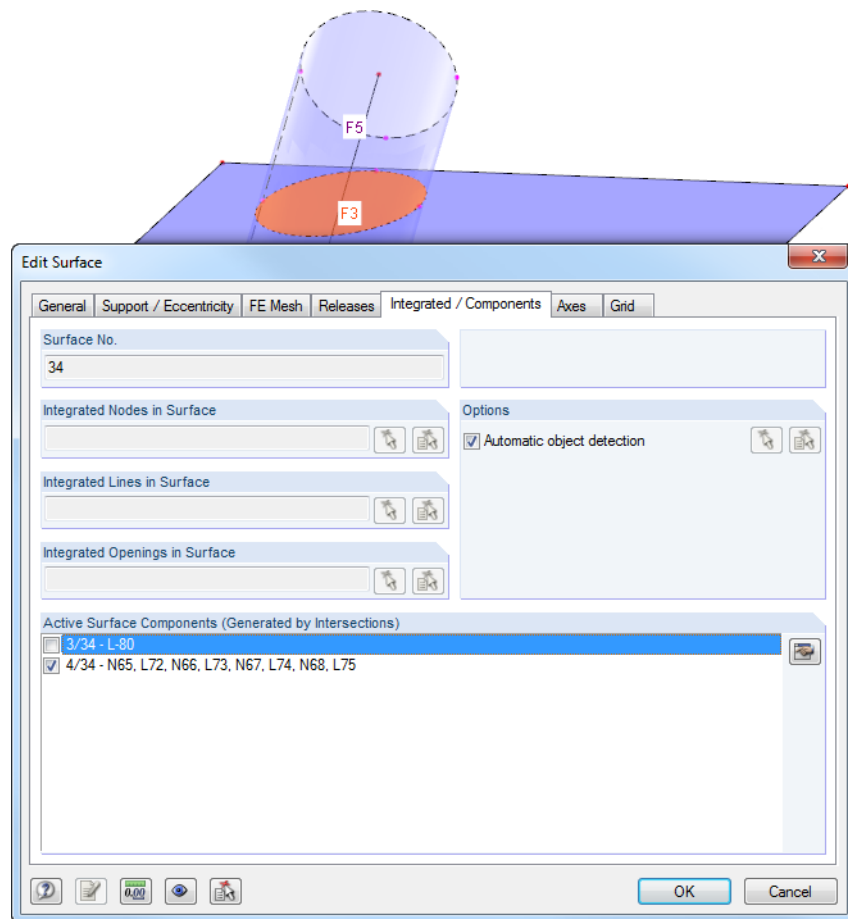 F5
F3
Edit Surface
General Support / Eccentricity FE Mesh Releases Integrated / Components Axes Grid
Surface No.
34
Integrated Nodes in Surface
Options
Automatic object detection
Integrated Lines in Surface
Integrated Openings in Surface
Active Surface Components (Generated by Intersections)
3/34 - L-80
4/34 - N65, L72, N66, L73, N67, L74, N68, L75
0.00
OK Cancel